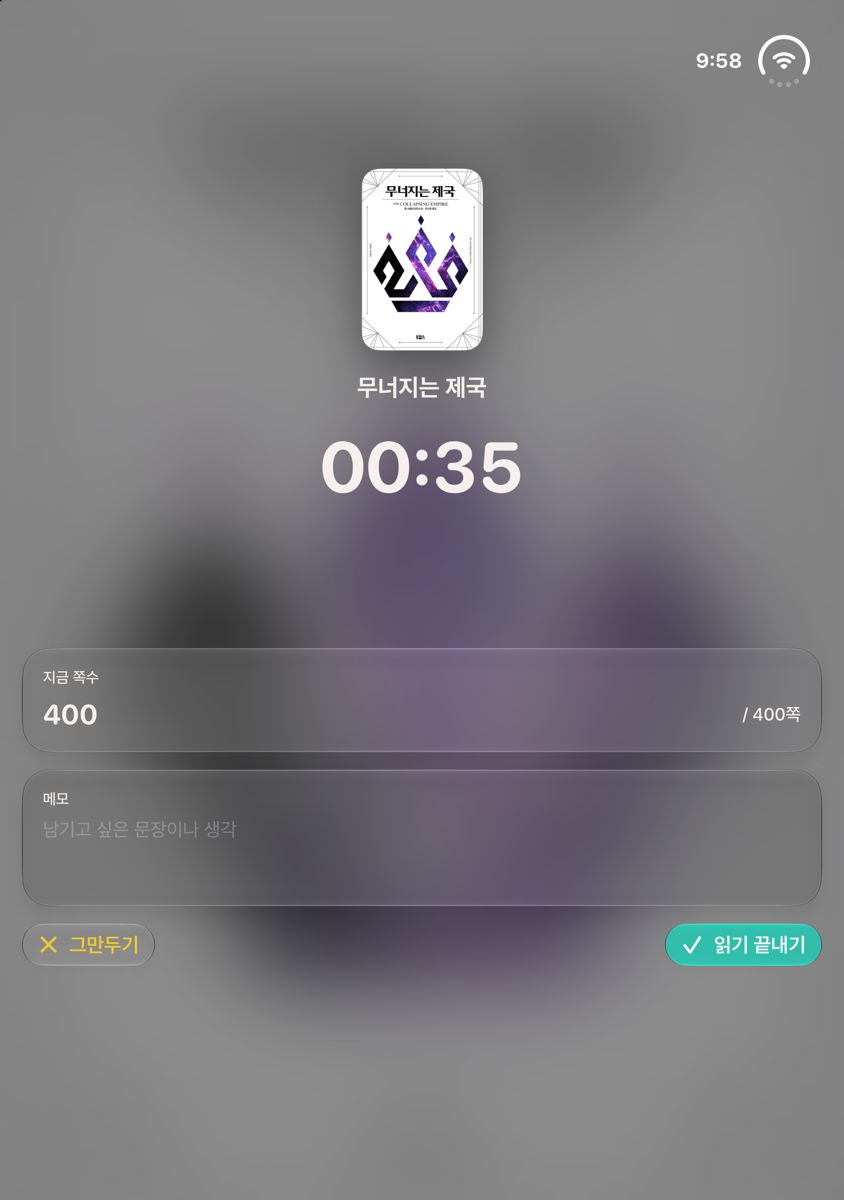 9:58
무너지는 제국
THE COLLAPSING EMPIRE
무너지는 제국
00:35
지금 쪽수
400
/ 400쪽
메모
남기고 싶은 문장이나 생각
그만두기
읽기 끝내기